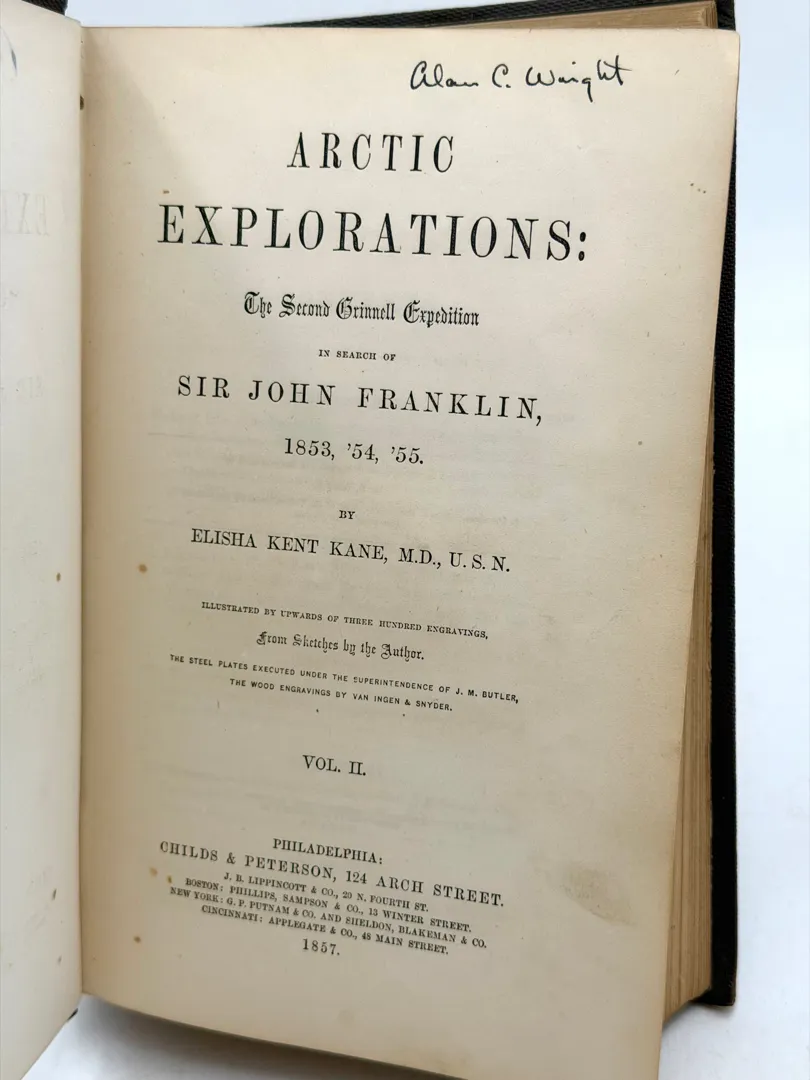 Alan C. Wright
ARCTIC
EXPLORATIONS:
The Second Grinnell Expedition
IN SEARCH OF
SIR JOHN FRANKLIN,
1853, '54, '55.
BY
ELISHA KENT KANE, M.D., U. S. N.
ILLUSTRATED BY UPWARDS OF THREE HUNDRED ENGRAVINGS,
From Sketches by the Author.
THE STEEL PLATES EXECUTED UNDER THE SUPERINTENDENCE OF J. M. BUTLER,
THE WOOD ENGRAVINGS BY VAN INGEN & SNYDER.
VOL. II.
PHILADELPHIA:
CHILDS & PETERSON, 124 ARCH STREET.
J. B. LIPPINCOTT & CO., 20 N. FOURTH ST.
BOSTON: PHILLIPS, SAMPSON & CO., 13 WINTER STREET.
NEW YORK: G. P. PUTNAM & CO. AND SHELDON, BLAKEMAN & CO.
CINCINNATI: APPLEGATE & CO., 48 MAIN STREET.
1857.